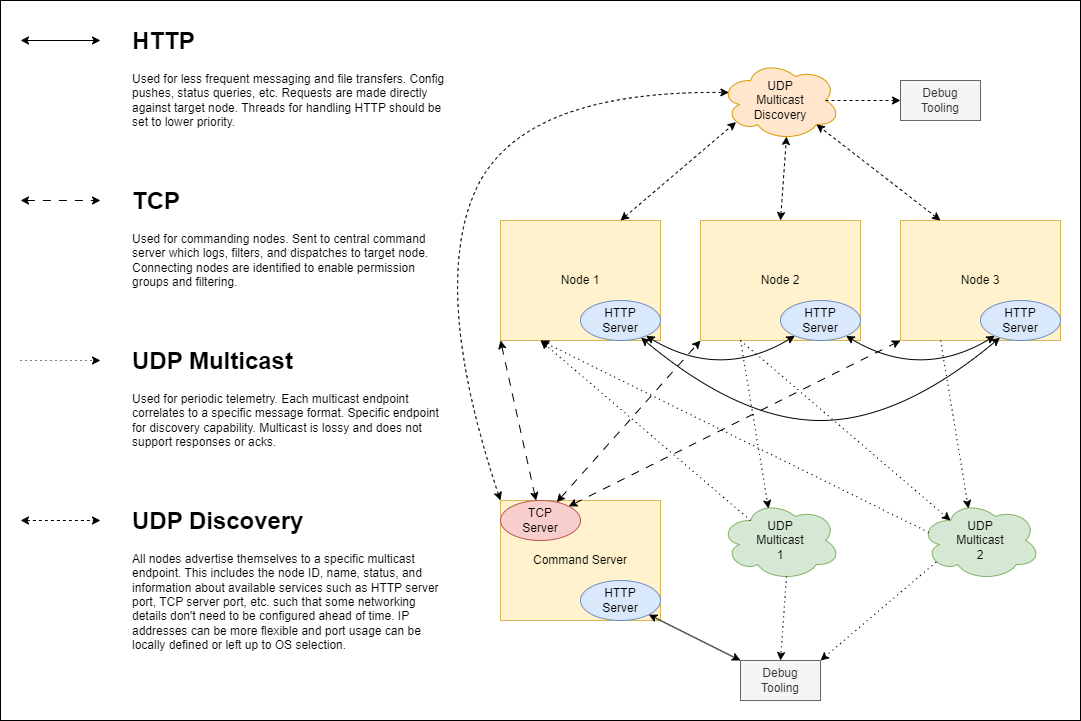 HTTP
Used for less frequent messaging and file transfers. Config
pushes, status queries, etc. Requests are made directly
against target node. Threads for handling HTTP should be
set to lower priority.
TCP
Used for commanding nodes. Sent to central command
server which logs, filters, and dispatches to target node.
Connecting nodes are identified to enable permission
groups and filtering.
UDP Multicast
Used for periodic telemetry. Each multicast endpoint
correlates to a specific message format. Specific endpoint
for discovery capability. Multicast is lossy and does not
support responses or acks.
UDP Discovery
All nodes advertise themselves to a specific multicast
endpoint. This includes the node ID, name, status, and
information about available services such as HTTP server
port, TCP server port, etc. such that some networking
details don't need to be configured ahead of time. IP
addresses can be more flexible and port usage can be
locally defined or left up to OS selection.
UDP
Multicast
Discovery
Debug
Tooling
Node 1
HTTP
Server
Node 2
HTTP
Server
Node 3
HTTP
Server
TCP
Server
Command Server
HTTP
Server
UDP
Multicast
1
UDP
Multicast
2
Debug
Tooling